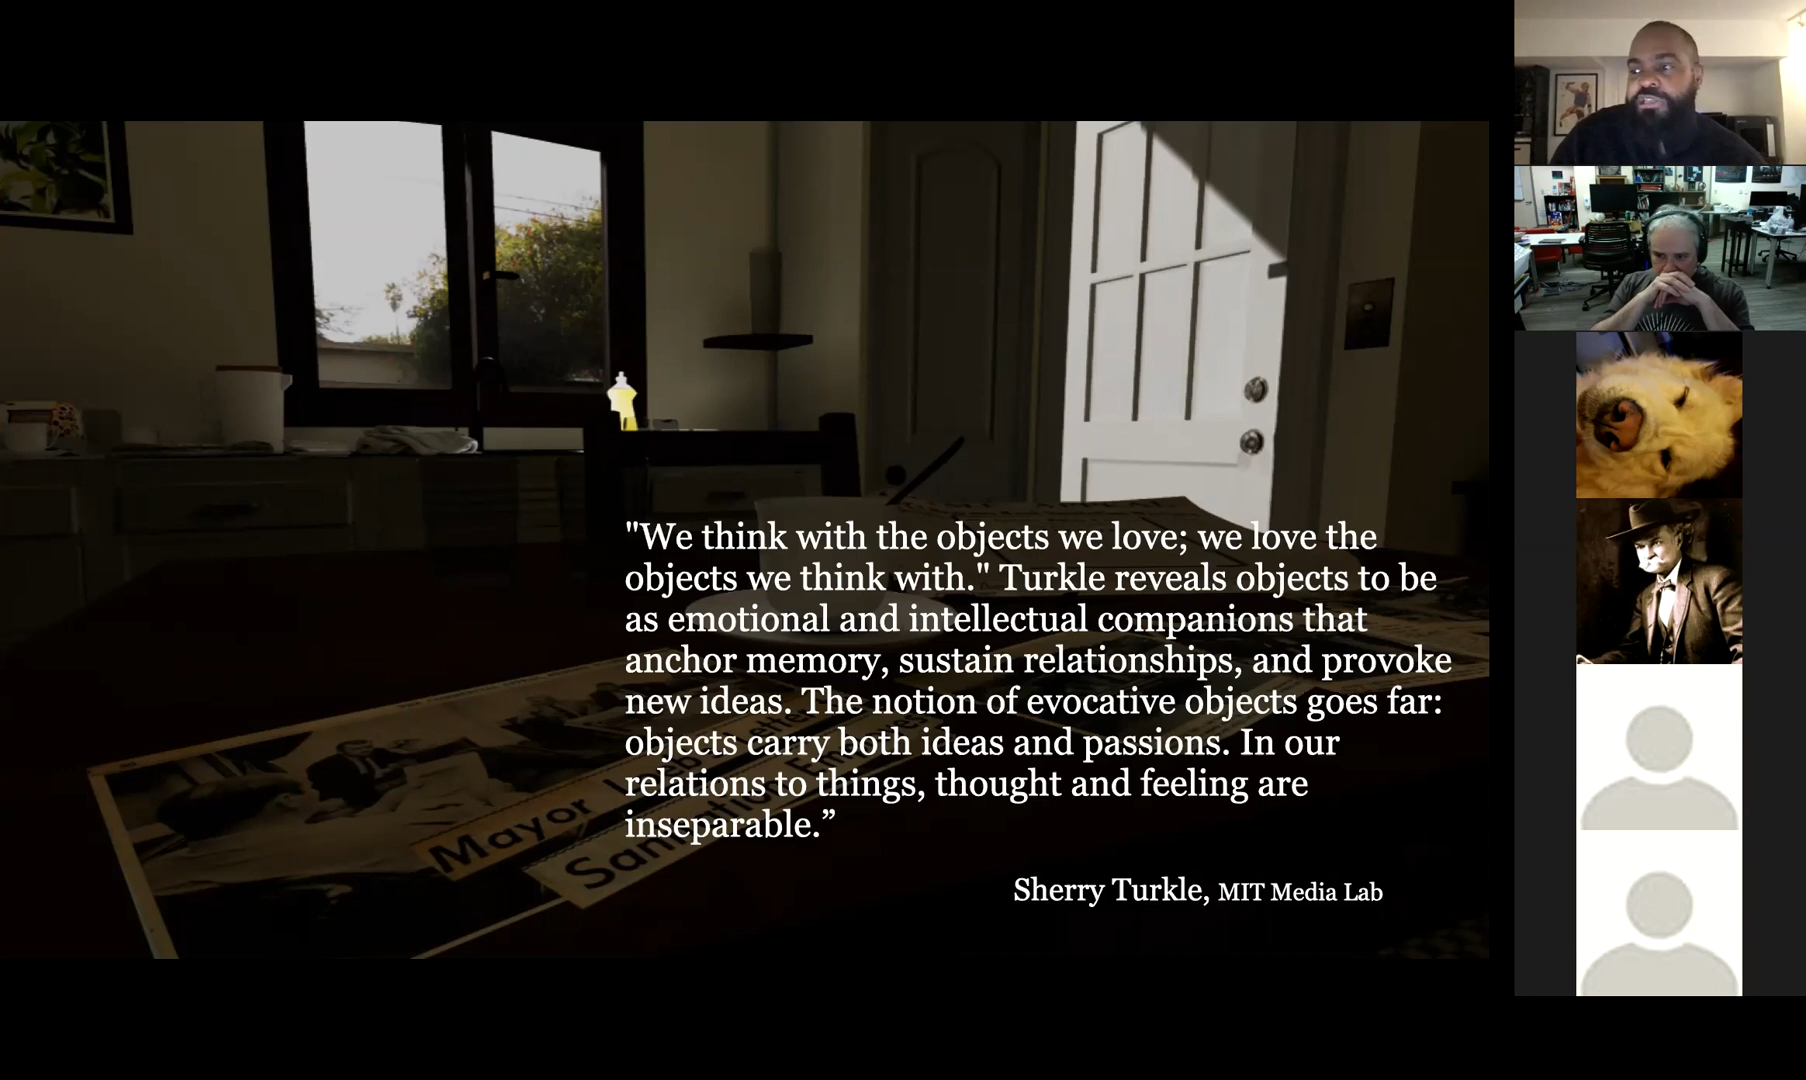 "We think with the objects we love; we love the
objects we think with." Turkle reveals objects to be
as emotional and intellectual companions that
anchor memory, sustain relationships, and provoke
new ideas. The notion of evocative objects goes far:
objects carry both ideas and passions. In our
relations to things, thought and feeling are
inseparable.”
Sherry Turkle, MIT Media Lab
Mayor